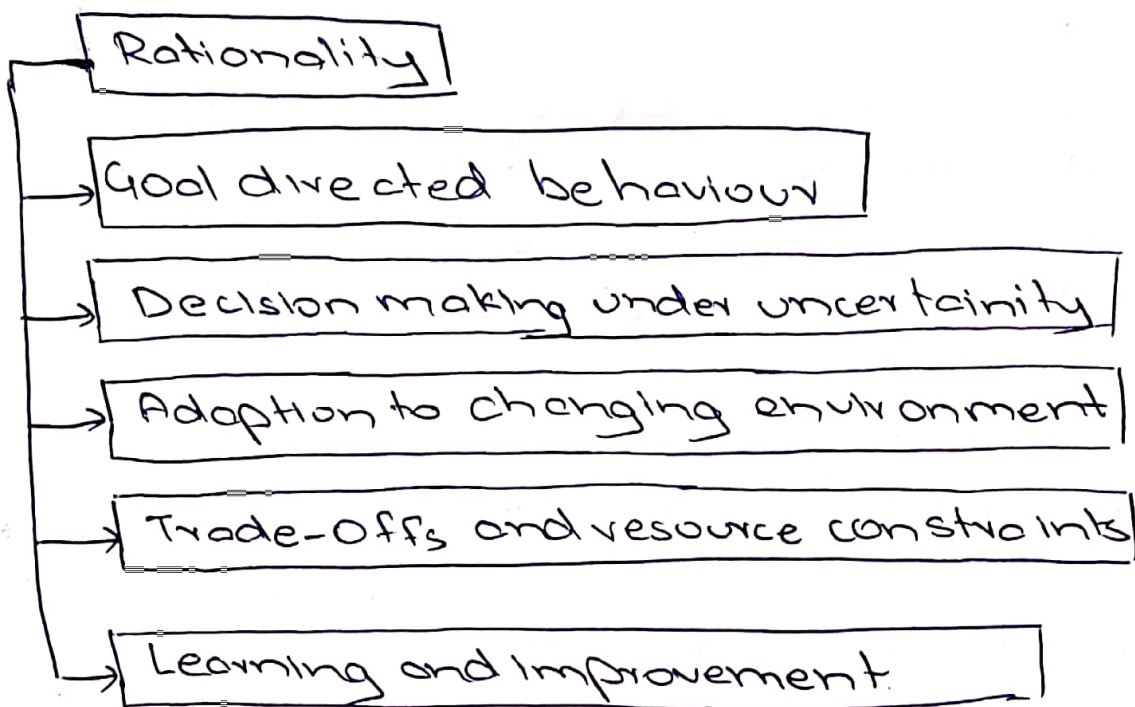 Rationality
Goal directed behaviour
Decision making under uncertainity
Adaption to changing environment
Trade-Offs and resource constraints
Learning and improvement